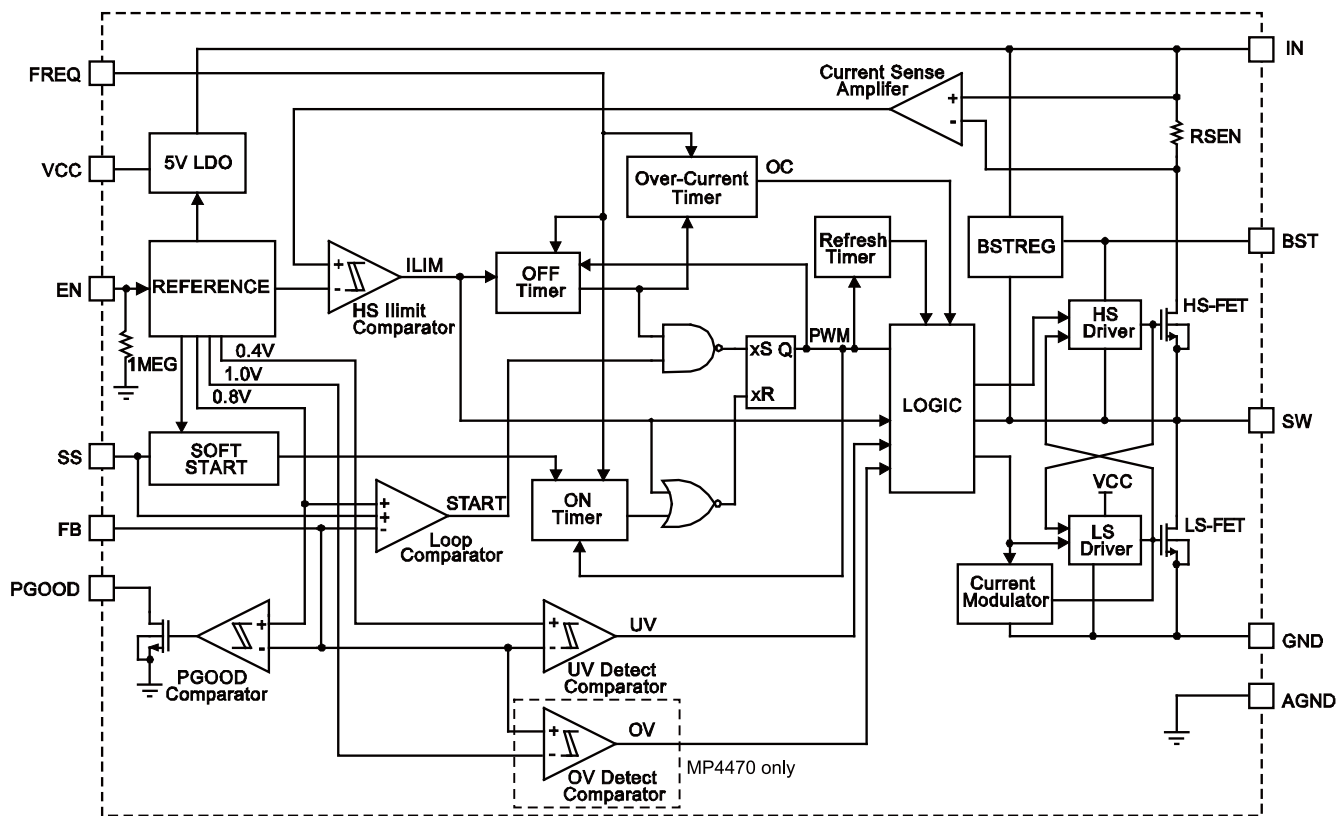 IN
FREQ
Current Sense
Amplifer
+
-
RSEN
VCC
5V LDO
Over-Current
Timer
OC
BST
BSTREG
Refresh
Timer
EN
REFERENCE
+
-
ILIM
HS Ilimit
Comparator
OFF
Timer
HS
Driver
HS-FET
1MEG
0.4V
1.0V
0.8V
xS Q
xR
PWM
LOGIC
SW
SS
SOFT
START
VCC
START
+
+
-
Loop
Comparator
ON
Timer
FB
LS
Driver
LS-FET
PGOOD
Current
Modulator
+
-
PGOOD
Comparator
+
-
UV
UV Detect
Comparator
GND
AGND
+
-
OV
OV Detect
Comparator
MP4470 only